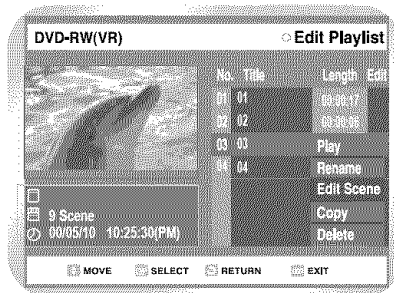 DVD-RW(VR) Edit Playlist
No. Title Length Edit
01 01 00:00:17
02 02 00:00:06
03 03 Play
04 04 Rename
Edit Scene
9 Scene Copy
00/05/10 10:25:30(PM) Delete
MOVE SELECT RETURN EXIT